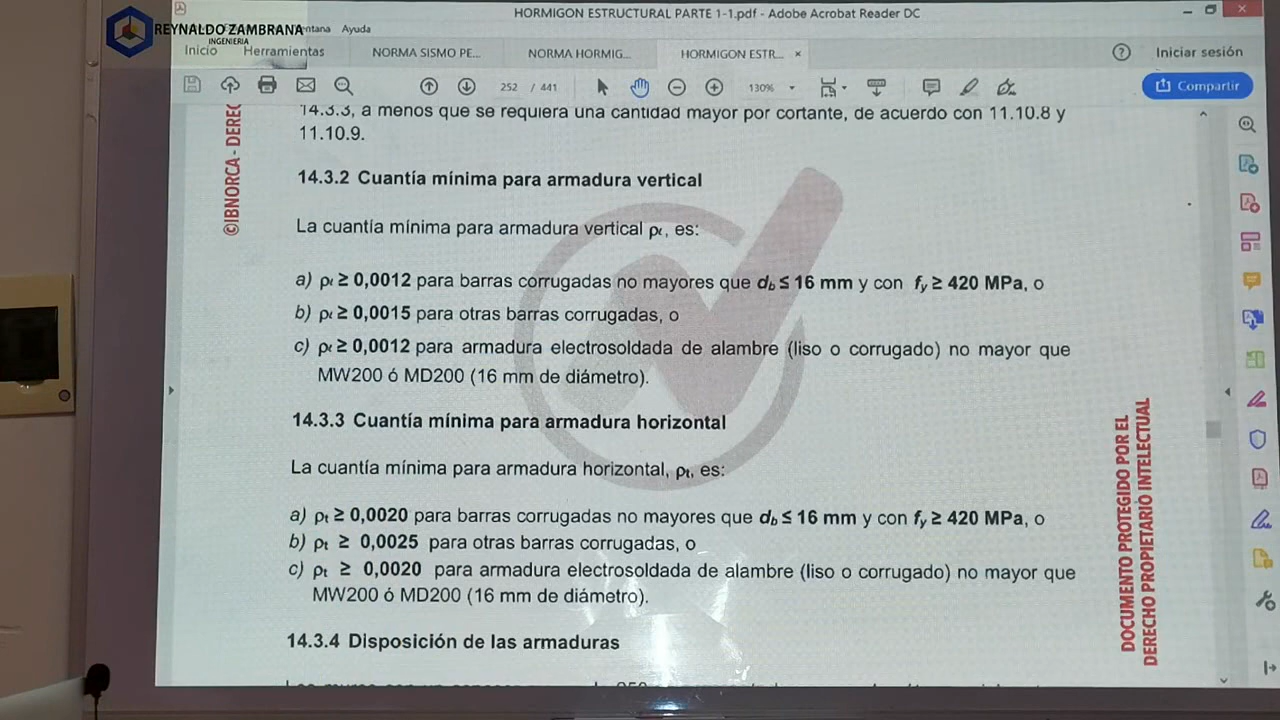 HORMIGON ESTRUCTURAL PARTE 1-1.pdf - Adobe Acrobat Reader DC
REYNALDO ZAMBRANA
INGENIERIA
ntana Ayuda
Inicio Herramientas NORMA SISMO PE... NORMA HORMIG... HORMIGON ESTR... × Iniciar sesión
252 / 441 130% Compartir
14.3.3, a menos que se requiera una cantidad mayor por cortante, de acuerdo con 11.10.8 y
11.10.9.
©IBNORCA - DEREC
14.3.2 Cuantía mínima para armadura vertical
La cuantía mínima para armadura vertical ρℓ, es:
a) ρℓ ≥ 0,0012 para barras corrugadas no mayores que db ≤ 16 mm y con fy ≥ 420 MPa, o
b) ρℓ ≥ 0,0015 para otras barras corrugadas, o
c) ρℓ ≥ 0,0012 para armadura electrosoldada de alambre (liso o corrugado) no mayor que
MW200 ó MD200 (16 mm de diámetro).
14.3.3 Cuantía mínima para armadura horizontal
La cuantía mínima para armadura horizontal, ρt, es:
a) ρt ≥ 0,0020 para barras corrugadas no mayores que db ≤ 16 mm y con fy ≥ 420 MPa, o
b) ρt ≥ 0,0025 para otras barras corrugadas, o
c) ρt ≥ 0,0020 para armadura electrosoldada de alambre (liso o corrugado) no mayor que
MW200 ó MD200 (16 mm de diámetro).
14.3.4 Disposición de las armaduras
DOCUMENTO PROTEGIDO POR EL
DERECHO PROPIETARIO INTELECTUAL